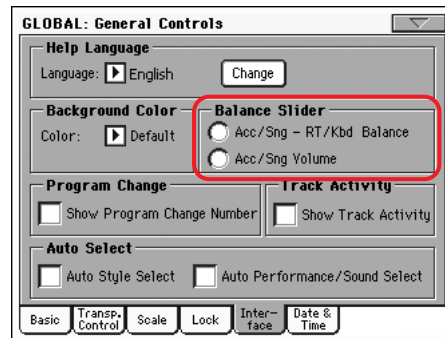 GLOBAL: General Controls
Help Language
Language: English
Change
Background Color
Color: Default
Balance Slider
Acc/Sng - RT/Kbd Balance
Acc/Sng Volume
Program Change
Show Program Change Number
Track Activity
Show Track Activity
Auto Select
Auto Style Select
Auto Performance/Sound Select
Basic
Transp.
Control
Scale
Lock
Inter-
face
Date &
Time